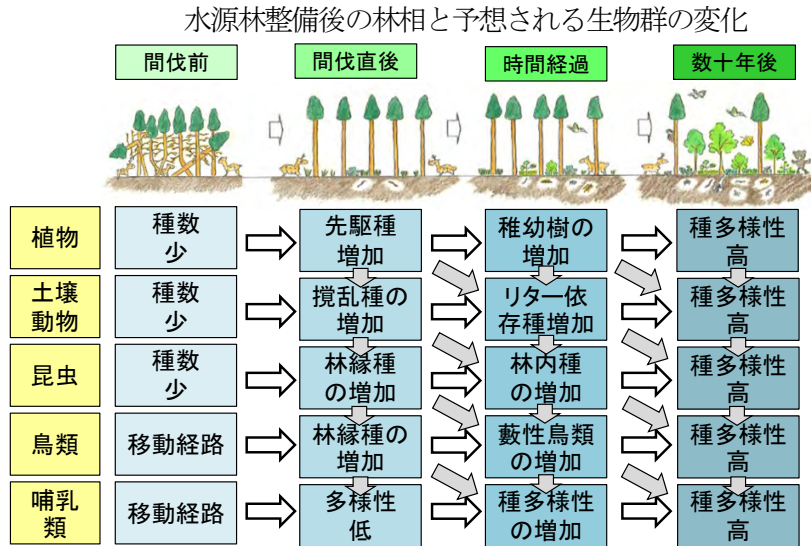 水源林整備後の林相と予想される生物群の変化
間伐前
間伐直後
時間経過
数十年後
植物
種数
少
先駆種
増加
稚幼樹の
増加
種多様性
高
土壌
動物
種数
少
撹乱種の
増加
リター依
存種増加
種多様性
高
昆虫
種数
少
林縁種
の増加
林内種
の増加
種多様性
高
鳥類
移動経路
林縁種の
増加
藪性鳥類
の増加
種多様性
高
哺乳
類
移動経路
多様性
低
種多様性
の増加
種多様性
高